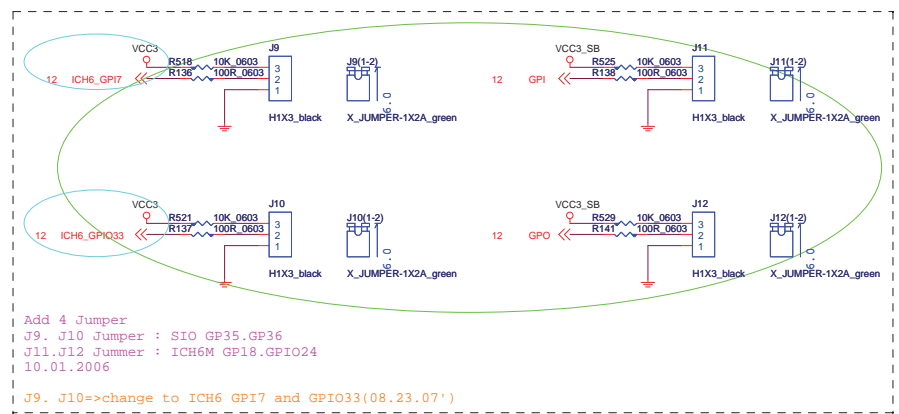 VCC3
J9
R518 10K_0603
12 ICH6_GPI7 R136 100R_0603
3
2
1
J9(1-2)
6.0
H1X3_black
X_JUMPER-1X2A_green
VCC3_SB
J11
R525 10K_0603
12 GPI R138 100R_0603
3
2
1
J11(1-2)
6.0
H1X3_black
X_JUMPER-1X2A_green
VCC3
J10
R521 10K_0603
12 ICH6_GPIO33 R137 100R_0603
3
2
1
J10(1-2)
6.0
H1X3_black
X_JUMPER-1X2A_green
VCC3_SB
J12
R529 10K_0603
12 GPO R141 100R_0603
3
2
1
J12(1-2)
6.0
H1X3_black
X_JUMPER-1X2A_green
Add 4 Jumper
J9. J10 Jumper : SIO GP35.GP36
J11.J12 Jummer : ICH6M GP18.GPIO24
10.01.2006
J9. J10=>change to ICH6 GPI7 and GPIO33(08.23.07')